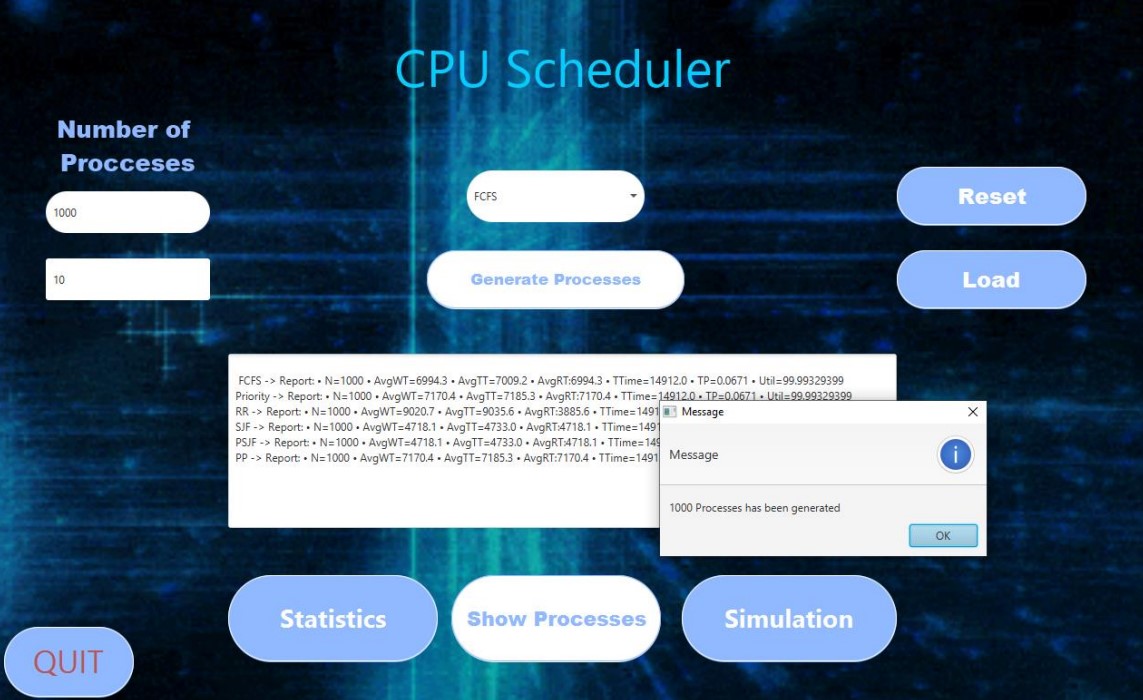 CPU Scheduler
Number of
Procceses
1000
10
FCFS
Generate Processes
Reset
Load
FCFS -> Report: • N=1000 • AvgWT=6994.3 • AvgTT=7009.2 • AvgRT:6994.3 • TTime=14912.0 • TP=0.0671 • Util=99.99329399
Priority -> Report: • N=1000 • AvgWT=7170.4 • AvgTT=7185.3 • AvgRT:7170.4 • TTime=14912.0 • TP=0.0671 • Util=99.99329399
RR -> Report: • N=1000 • AvgWT=9020.7 • AvgTT=9035.6 • AvgRT:3885.6 • TTime=1491
SJF -> Report: • N=1000 • AvgWT=4718.1 • AvgTT=4733.0 • AvgRT:4718.1 • TTime=1491
PSJF -> Report: • N=1000 • AvgWT=4718.1 • AvgTT=4733.0 • AvgRT:4718.1 • TTime=149
PP -> Report: • N=1000 • AvgWT=7170.4 • AvgTT=7185.3 • AvgRT:7170.4 • TTime=1491
Message
Message
1000 Processes has been generated
OK
Statistics
Show Processes
Simulation
QUIT